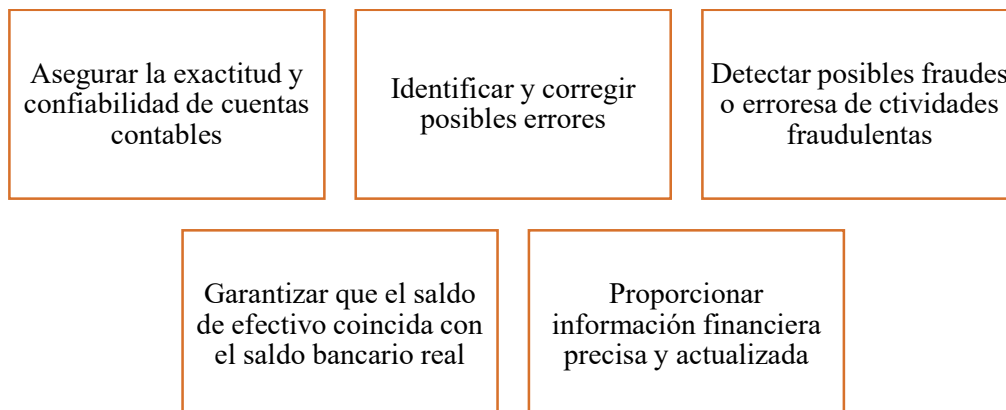 Asegurar la exactitud y
confiabilidad de cuentas
contables
Identificar y corregir
posibles errores
Detectar posibles fraudes
o erroresa de ctividades
fraudulentas
Garantizar que el saldo
de efectivo coincida con
el saldo bancario real
Proporcionar
información financiera
precisa y actualizada